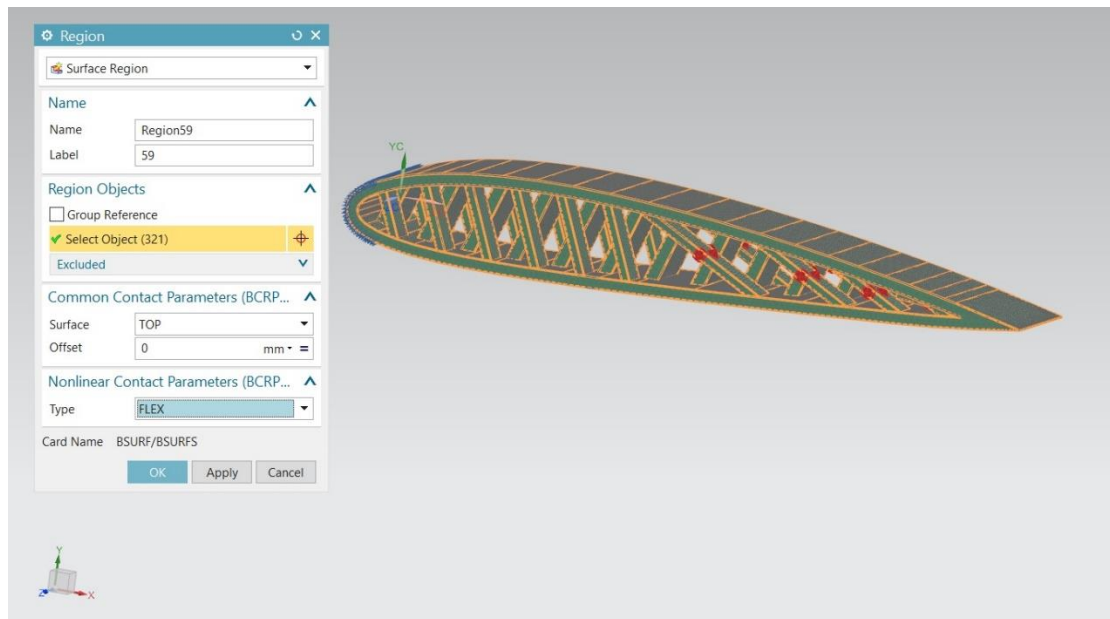 Region
Surface Region
Name
Name Region59
Label 59
Region Objects
Group Reference
Select Object (321)
Excluded
Common Contact Parameters (BCRP...
Surface TOP
Offset 0 mm
Nonlinear Contact Parameters (BCRP...
Type FLEX
Card Name BSURF/BSURFS
OK Apply Cancel
YC
Y
Z X